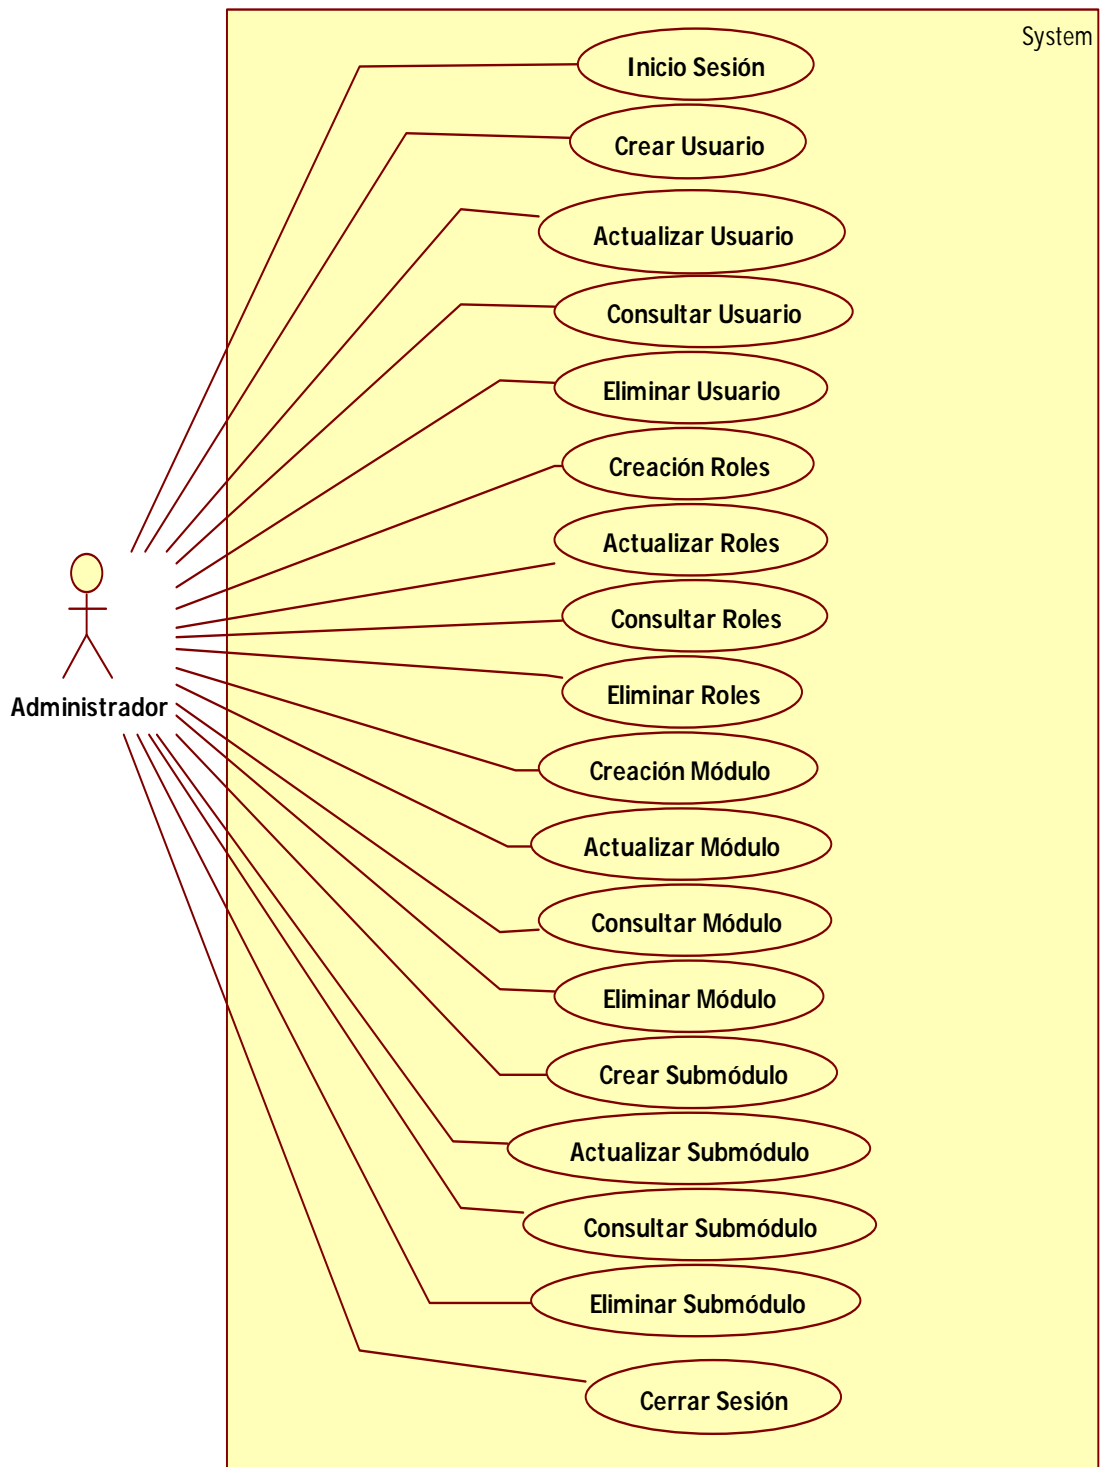 System
Inicio Sesión
Crear Usuario
Actualizar Usuario
Consultar Usuario
Eliminar Usuario
Creación Roles
Actualizar Roles
Consultar Roles
Eliminar Roles
Administrador
Creación Módulo
Actualizar Módulo
Consultar Módulo
Eliminar Módulo
Crear Submódulo
Actualizar Submódulo
Consultar Submódulo
Eliminar Submódulo
Cerrar Sesión